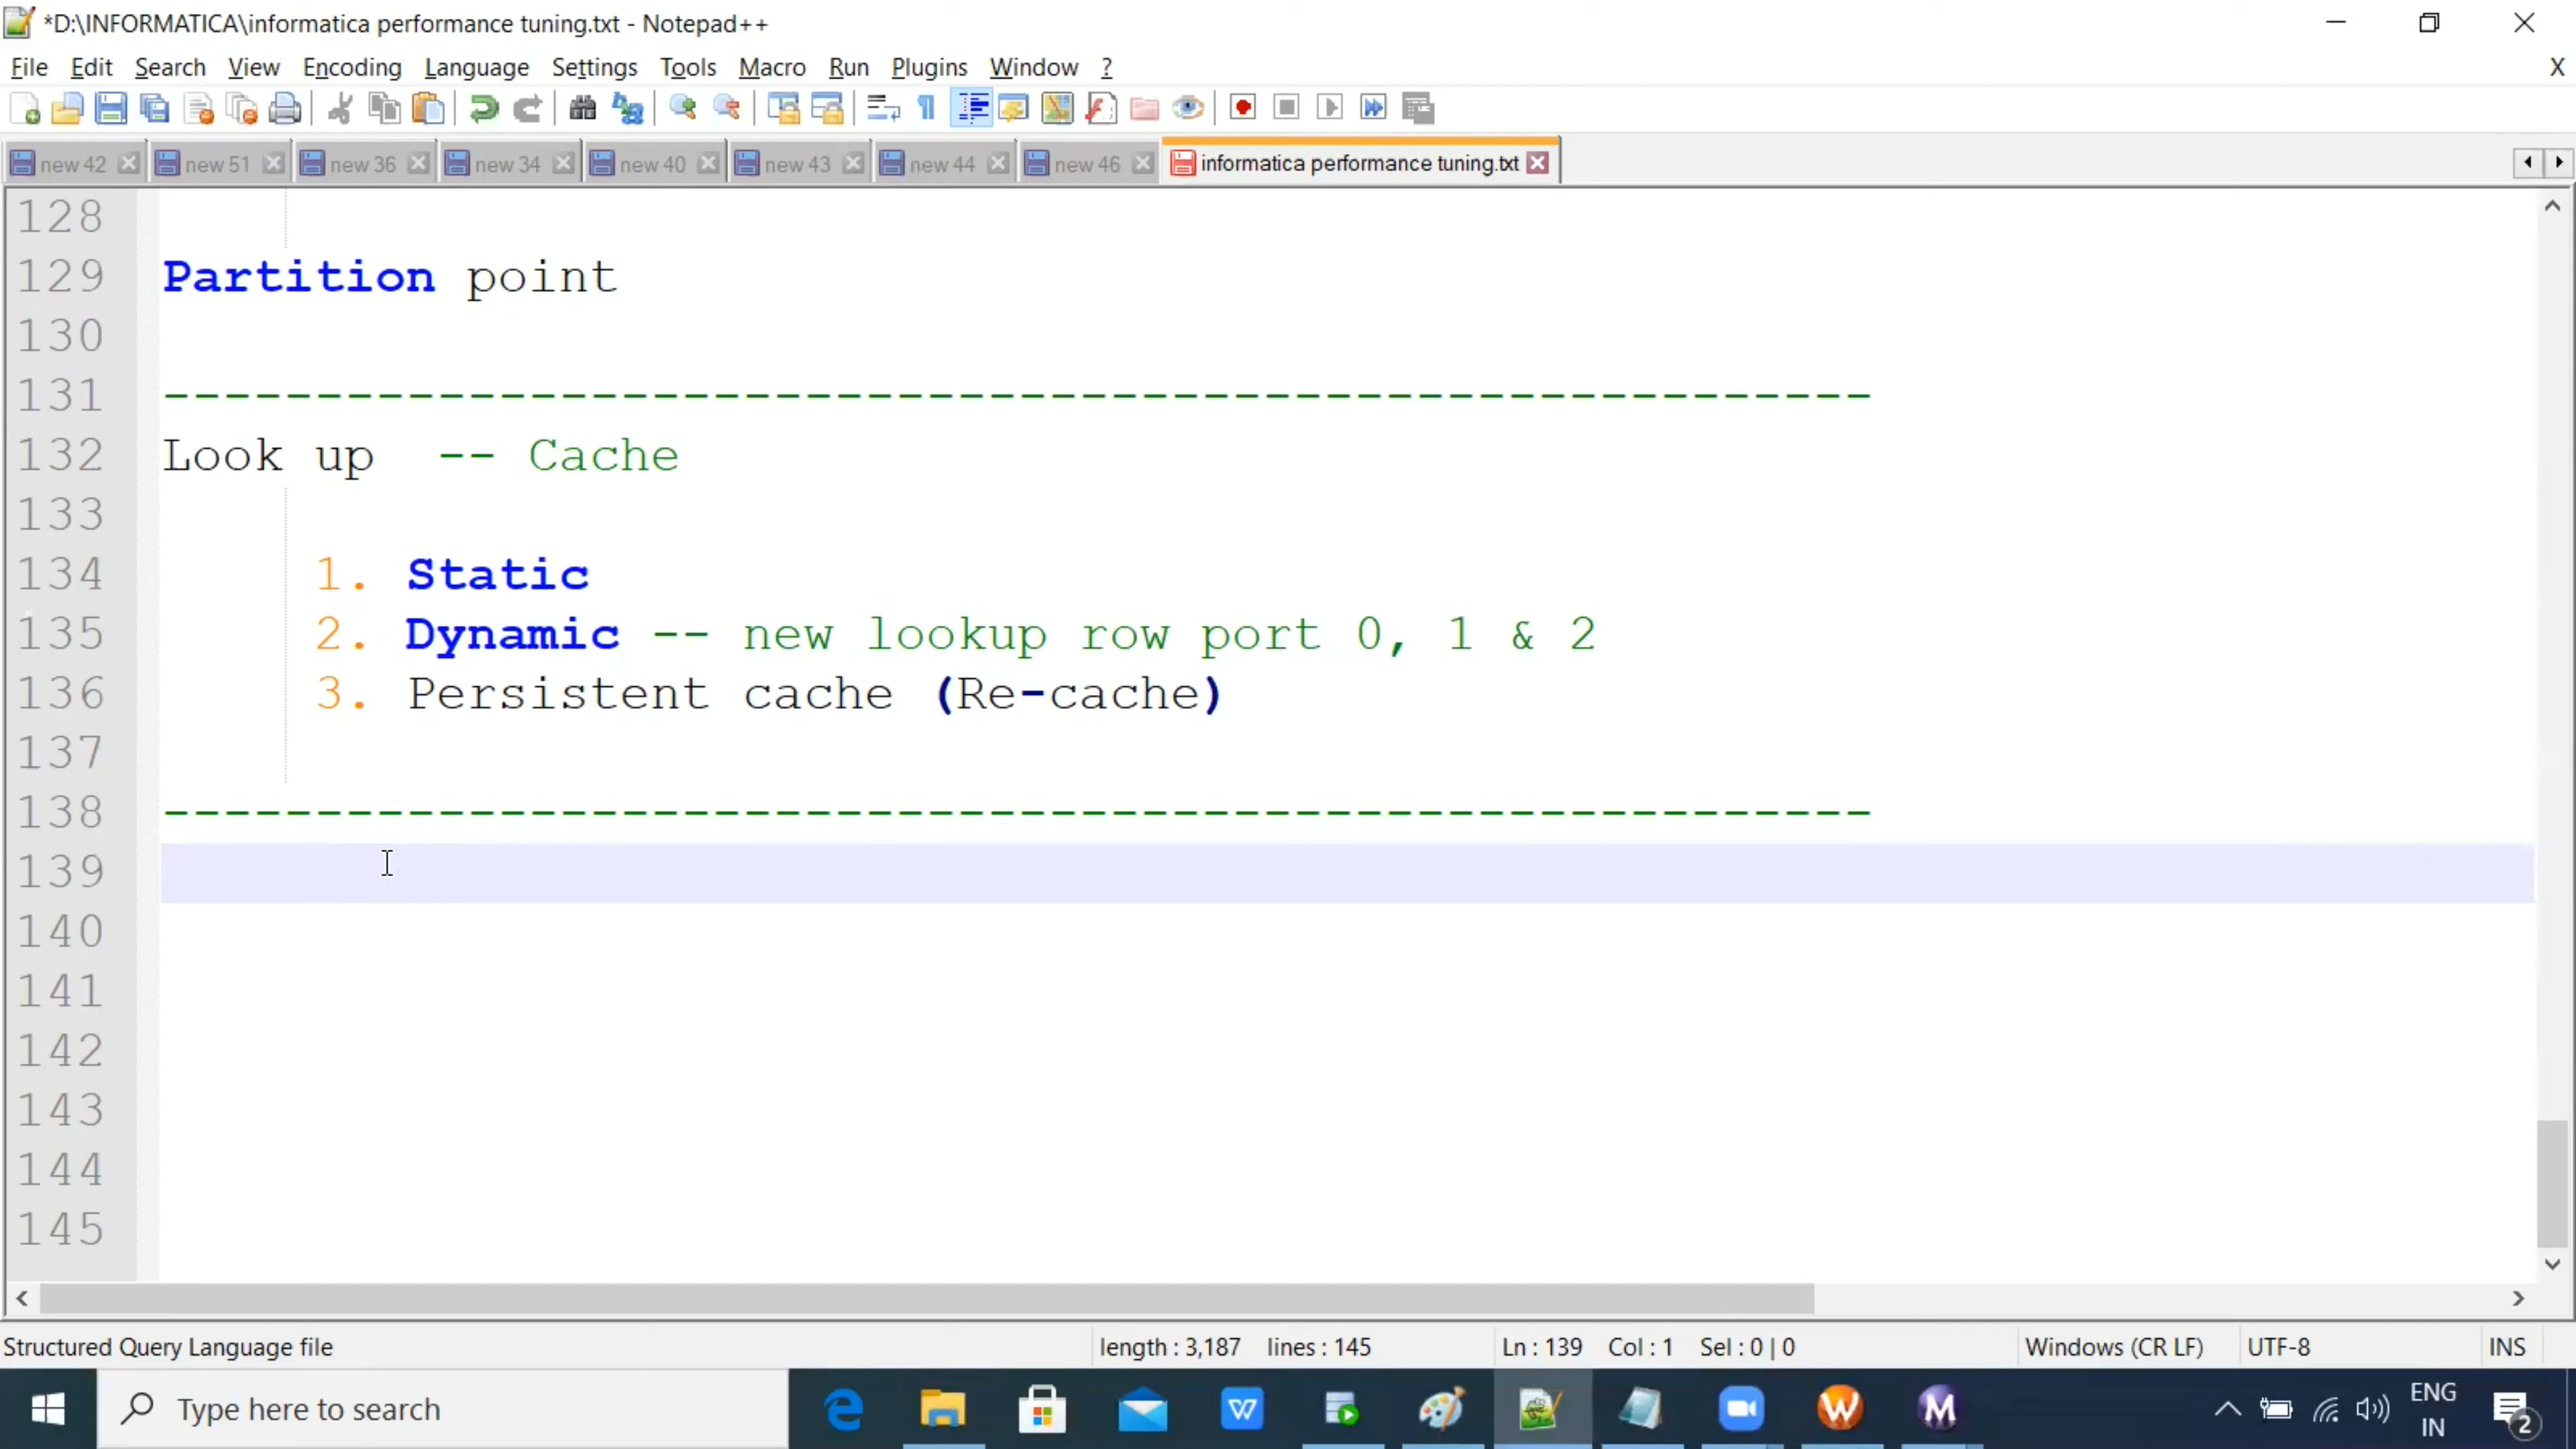 *D:\INFORMATICA\informatica performance tuning.txt - Notepad++
File Edit Search View Encoding Language Settings Tools Macro Run Plugins Window ? X
new 42 new 51 new 36 new 34 new 40 new 43 new 44 new 46 informatica performance tuning.txt
128
129 Partition point
130
131 --------------------------------------------------------
132 Look up -- Cache
133
134 1. Static
135 2. Dynamic -- new lookup row port 0, 1 & 2
136 3. Persistent cache (Re-cache)
137
138 --------------------------------------------------------
139
140
141
142
143
144
145
Structured Query Language file length : 3,187 lines : 145 Ln : 139 Col : 1 Sel : 0 | 0 Windows (CR LF) UTF-8 INS
Type here to search
ENG
IN
2